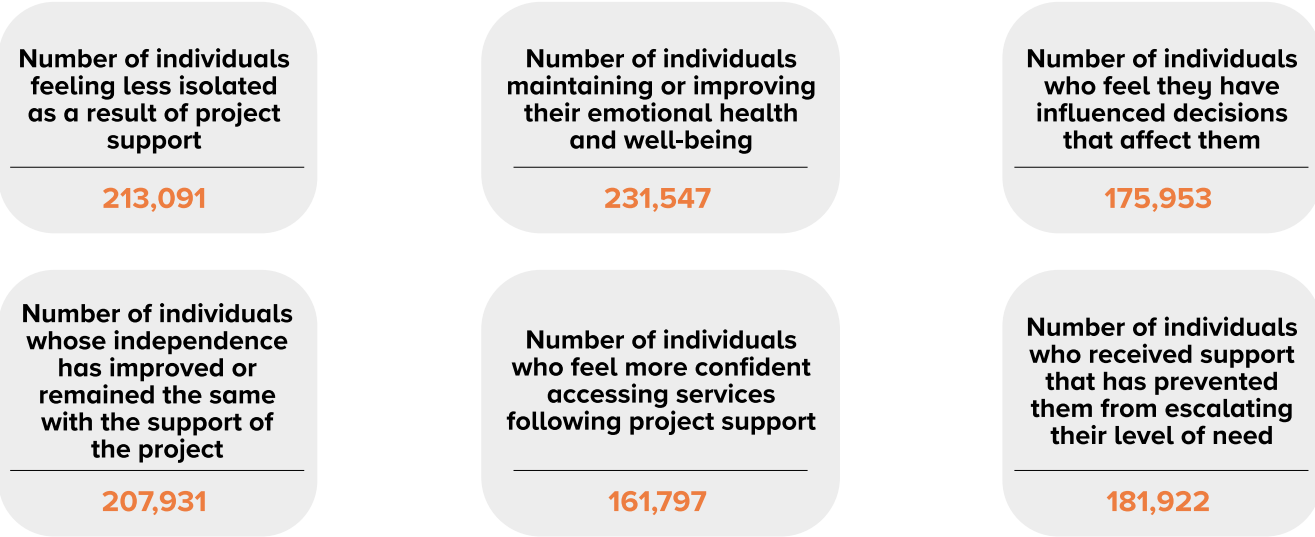 Number of individuals
feeling less isolated
as a result of project
support
213,091
Number of individuals
maintaining or improving
their emotional health
and well-being
231,547
Number of individuals
who feel they have
influenced decisions
that affect them
175,953
Number of individuals
whose independence
has improved or
remained the same
with the support of
the project
207,931
Number of individuals
who feel more confident
accessing services
following project support
161,797
Number of individuals
who received support
that has prevented
them from escalating
their level of need
181,922